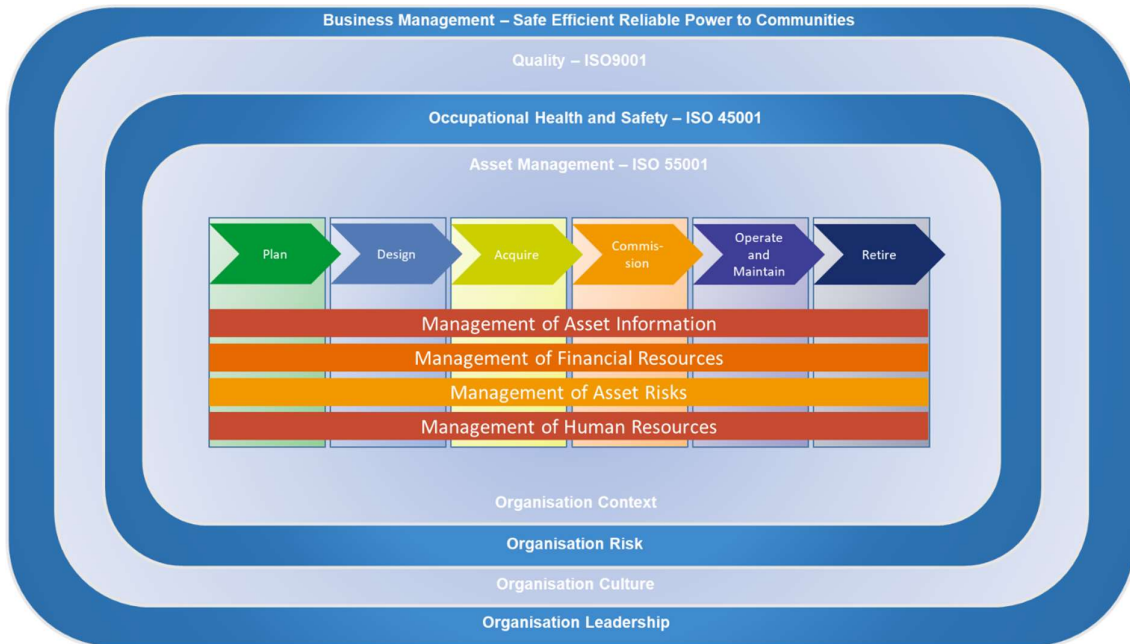 Business Management – Safe Efficient Reliable Power to Communities
Quality – ISO9001
Occupational Health and Safety – ISO 45001
Asset Management – ISO 55001
Plan
Design
Acquire
Commis-
sion
Operate
and
Maintain
Retire
Management of Asset Information
Management of Financial Resources
Management of Asset Risks
Management of Human Resources
Organisation Context
Organisation Risk
Organisation Culture
Organisation Leadership